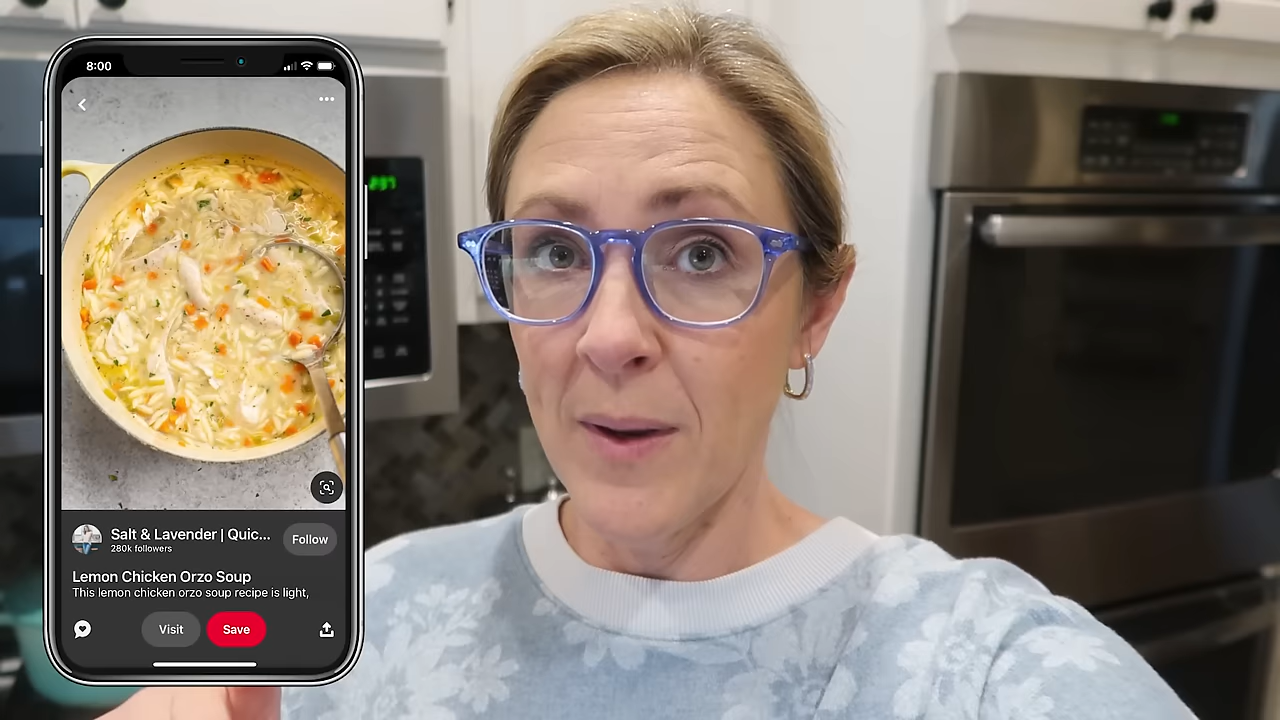 8:00
Salt & Lavender | Quic...
280k followers
Follow
Lemon Chicken Orzo Soup
This lemon chicken orzo soup recipe is light,
Visit
Save